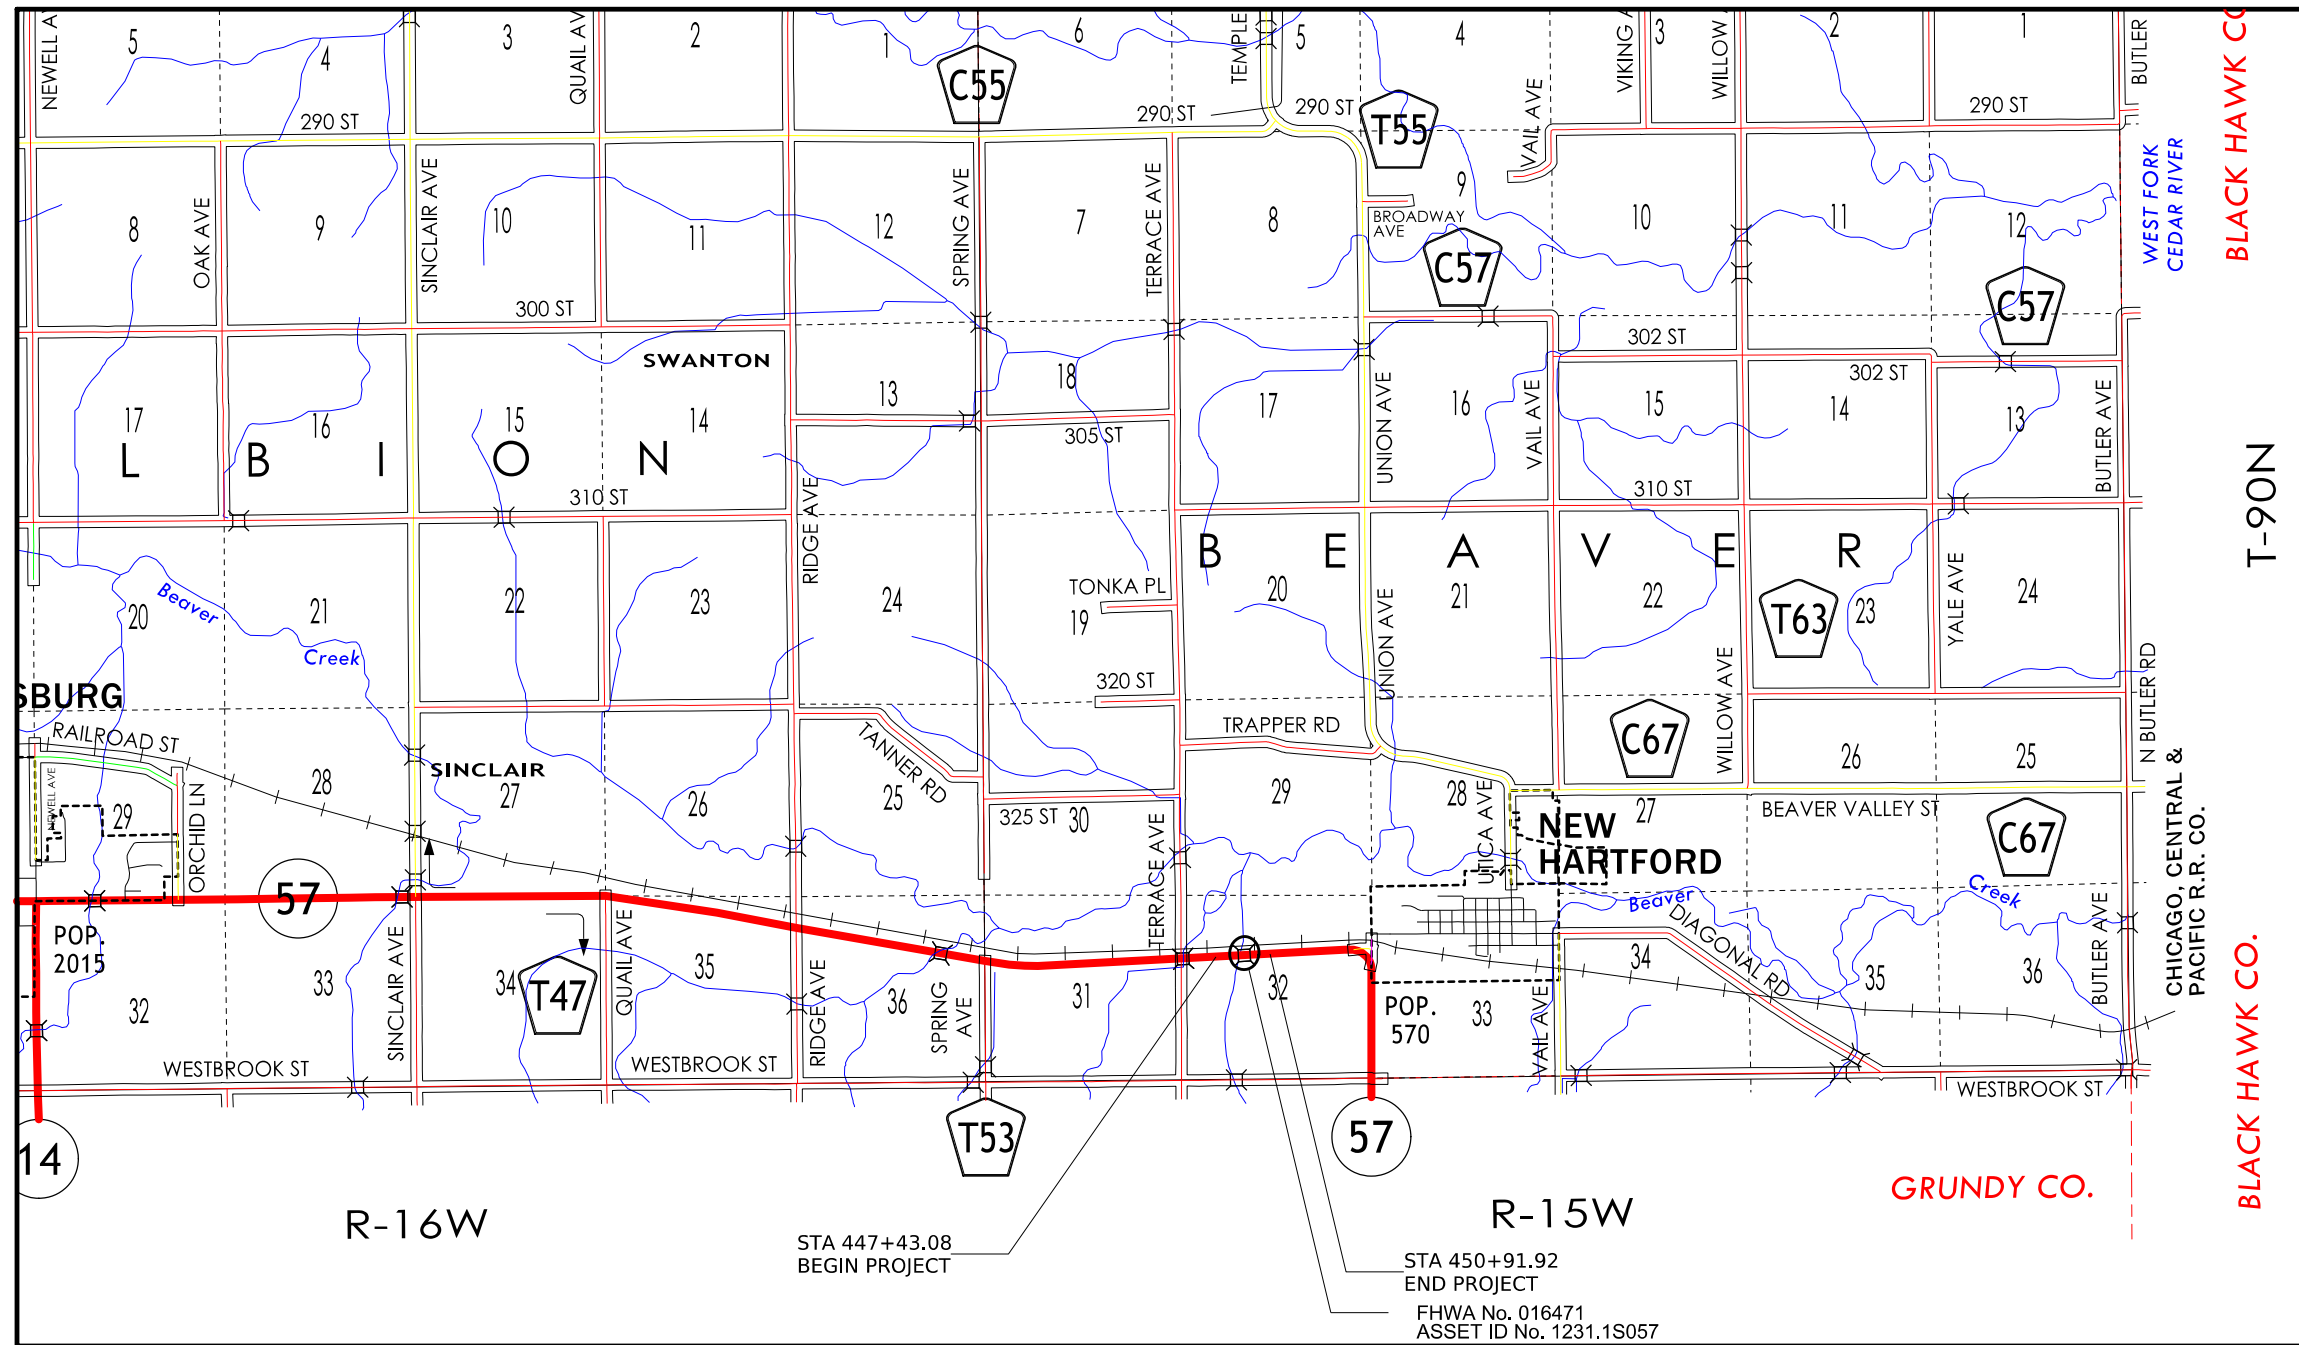 5
4
3
2
1
6
5
4
3
2
1
NEWELL AV
QUAIL AV
TEMPLE
VIKING A
WILLOW A
BUTLER
BLACK HAWK CO
C55
290 ST
290 ST
290 ST
290 ST
T55
VAIL AVE
WEST FORK
CEDAR RIVER
8
OAK AVE
9
SINCLAIR AVE
10
11
12
SPRING AVE
7
TERRACE AVE
8
9
BROADWAY
AVE
C57
10
11
12
C57
300 ST
SWANTON
302 ST
302 ST
17
16
15
14
13
18
17
16
15
14
13
305 ST
UNION AVE
VAIL AVE
BUTLER AVE
T-90N
L B I O N
310 ST
RIDGE AVE
310 ST
B E A V E R
20
Beaver
21
Creek
22
23
24
TONKA PL
19
20
21
22
T63
23
YALE AVE
24
UNION AVE
WILLOW AVE
N BUTLER RD
SBURG
320 ST
TRAPPER RD
C67
RAILROAD ST
TANNER RD
SINCLAIR
NEWELL AVE
29
ORCHID LN
28
27
26
25
325 ST
30
29
28
27
26
25
BEAVER VALLEY ST
C67
UTICA AVE
NEW
HARTFORD
TERRACE AVE
CHICAGO, CENTRAL &
PACIFIC R.R. CO.
57
Beaver
Creek
DIAGONAL RD
BUTLER AVE
POP.
2015
32
33
SINCLAIR AVE
34
T47
QUAIL AVE
35
RIDGE AVE
36
SPRING
AVE
31
32
POP.
570
33
VAIL AVE
34
35
36
WESTBROOK ST
WESTBROOK ST
WESTBROOK ST
14
T53
57
R-16W
R-15W
GRUNDY CO.
BLACK HAWK CO.
STA 447+43.08
BEGIN PROJECT
STA 450+91.92
END PROJECT
FHWA No. 016471
ASSET ID No. 1231.1S057